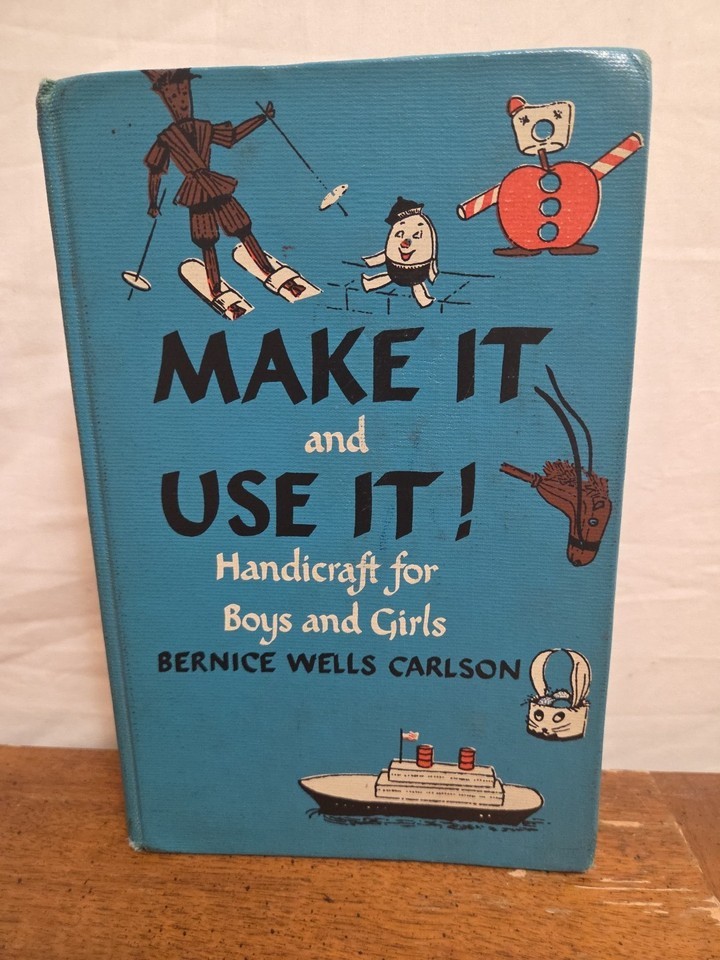 MAKE IT
and
USE IT!
Handicraft for
Boys and Girls
BERNICE WELLS CARLSON